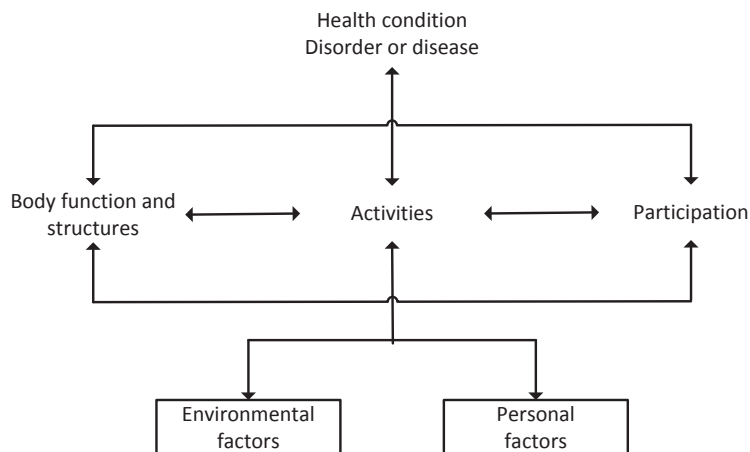 Health condition
Disorder or disease
Body function and
structures
Activities
Participation
Environmental
factors
Personal
factors